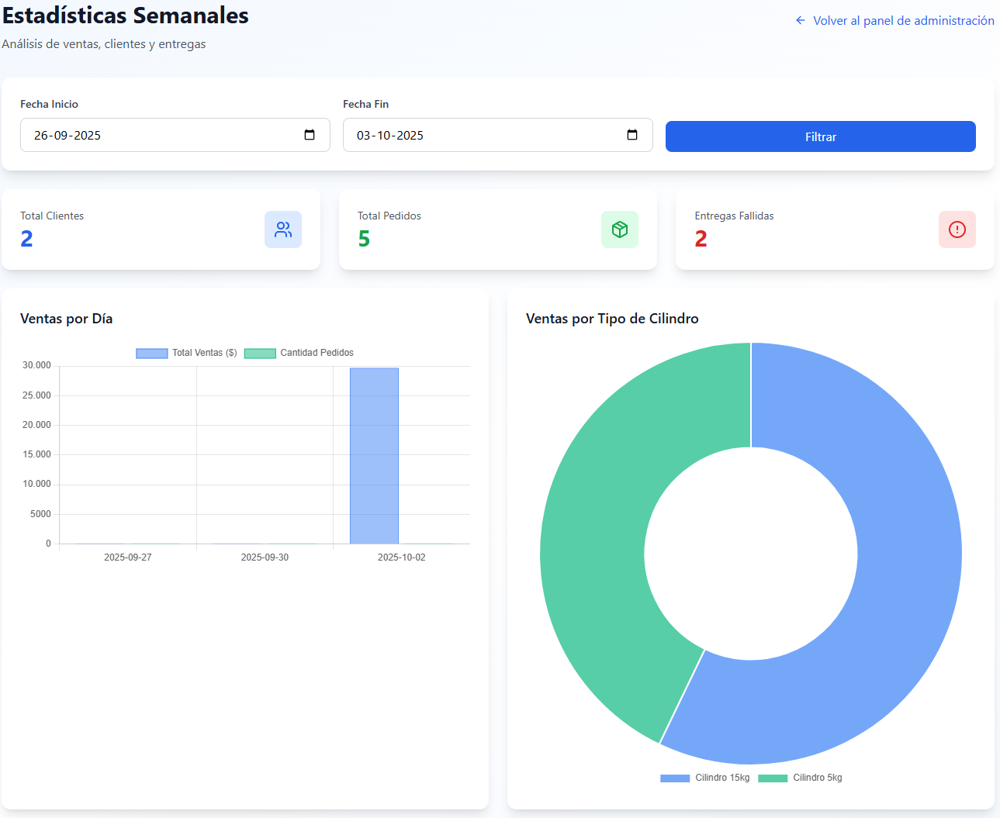 Estadísticas Semanales
Volver al panel de administración
Análisis de ventas, clientes y entregas
Fecha Inicio
Fecha Fin
26-09-2025
03-10-2025
Filtrar
Total Clientes
2
Total Pedidos
5
Entregas Fallidas
2
Ventas por Día
Total Ventas ($)
Cantidad Pedidos
30.000
25.000
20.000
15.000
10.000
5000
0
2025-09-27
2025-09-30
2025-10-02
Ventas por Tipo de Cilindro
Cilindro 15kg
Cilindro 5kg